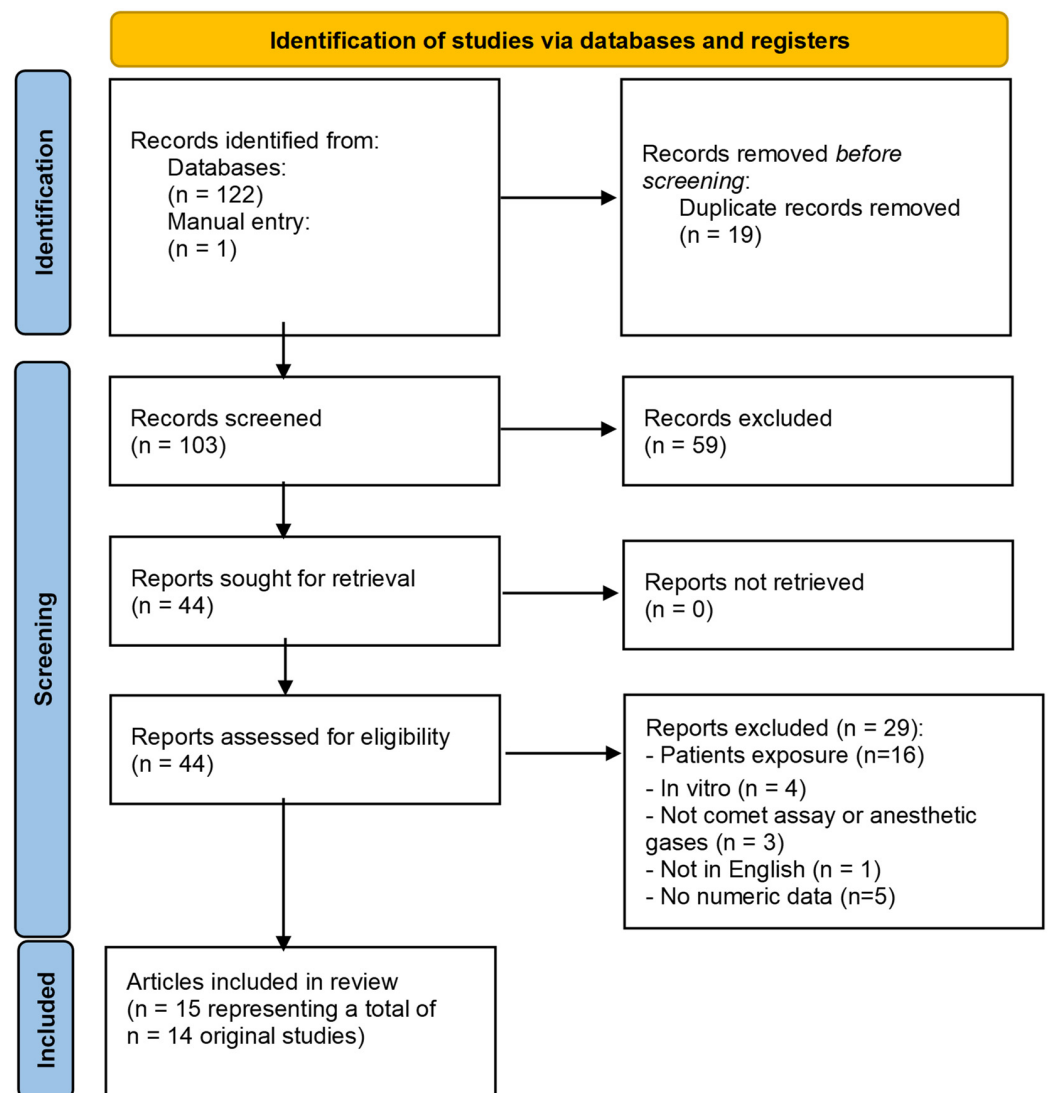 Identification of studies via databases and registers
Identification
Records identified from:
Databases:
(n = 122)
Manual entry:
(n = 1)
Records removed before
screening:
Duplicate records removed
(n = 19)
Screening
Records screened
(n = 103)
Records excluded
(n = 59)
Reports sought for retrieval
(n = 44)
Reports not retrieved
(n = 0)
Reports assessed for eligibility
(n = 44)
Reports excluded (n = 29):
- Patients exposure (n=16)
- In vitro (n = 4)
- Not comet assay or anesthetic
gases (n = 3)
- Not in English (n = 1)
- No numeric data (n=5)
Included
Articles included in review
(n = 15 representing a total of
n = 14 original studies)